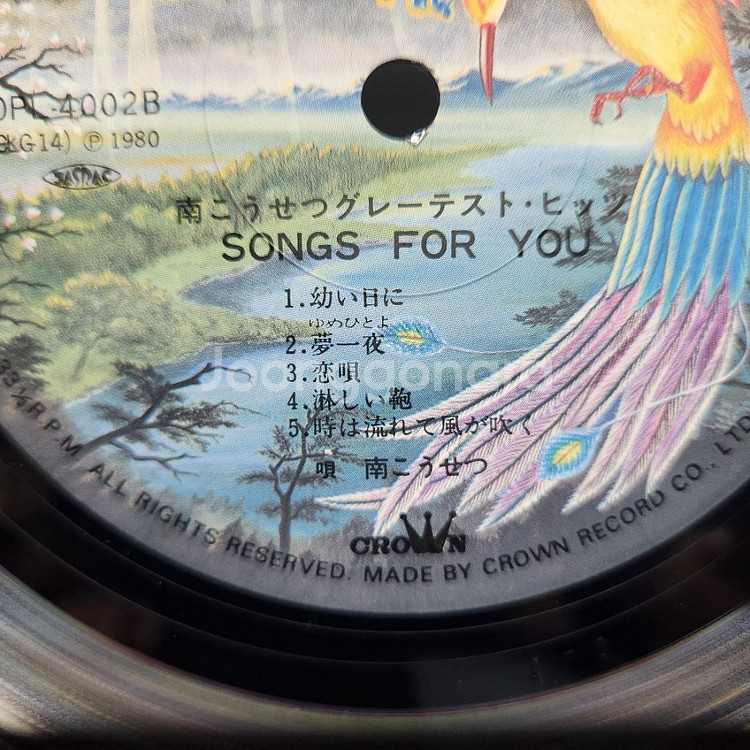 4002B
G14) Ⓟ 1980
JASRAC
南こうせつグレーテスト・ヒッツ
SONGS FOR YOU
1.幼い日に
ゆめひとよ
2.夢一夜
3.恋唄
4.淋しい鞄
5.時は流れて風が吹く
唄 南こうせつ
CROWN
33⅓ R.P.M ALL RIGHTS RESERVED. MADE BY CROWN RECORD CO., LTD
Joonggonara